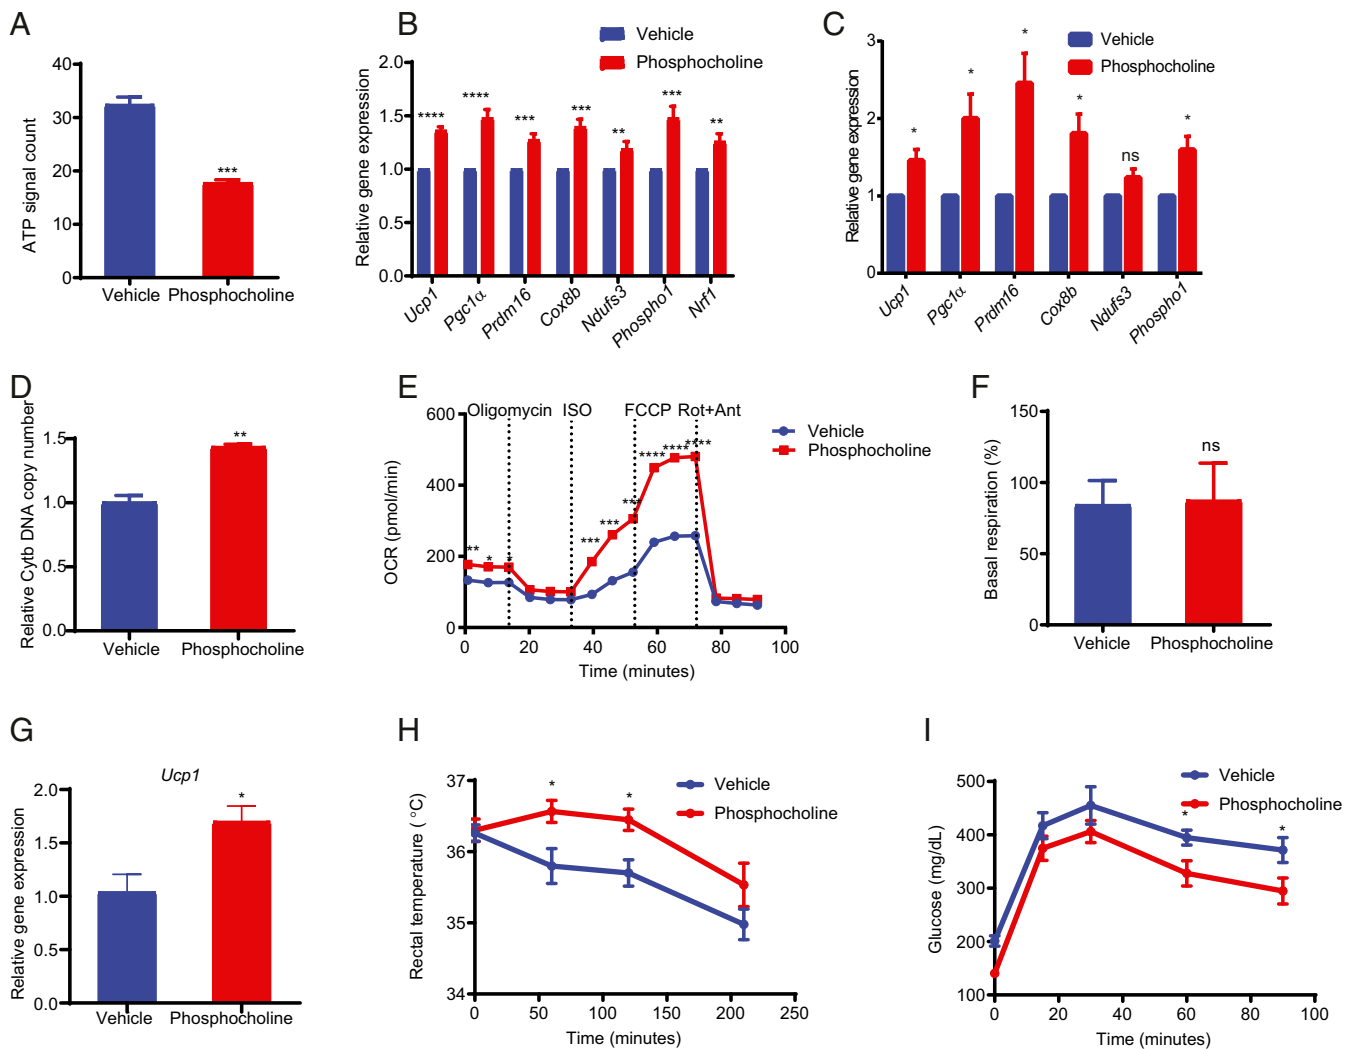 A
ATP signal count
40
30
20
10
0
***
Vehicle
Phosphocholine
B
Vehicle
Phosphocholine
Relative gene expression
2.0
1.5
1.0
0.5
0.0
****
****
***
***
**
***
**
Ucp1
Pgc1α
Prdm16
Cox8b
Ndufs3
Phospho1
Nrf1
C
Vehicle
Phosphocholine
Relative gene expression
3
2
1
0
*
*
*
*
ns
*
Ucp1
Pgc1α
Prdm16
Cox8b
Ndufs3
Phospho1
D
Relative Cytb DNA copy number
1.5
1.0
0.5
0.0
**
Vehicle
Phosphocholine
E
OCR (pmol/min)
600
400
200
0
Oligomycin
ISO
FCCP
Rot+Ant
Vehicle
Phosphocholine
**
*
*
***
***
***
****
****
****
0
20
40
60
80
100
Time (minutes)
F
Basal respiration (%)
150
100
50
0
ns
Vehicle
Phosphocholine
G
Ucp1
Relative gene expression
2.0
1.5
1.0
0.5
0.0
*
Vehicle
Phosphocholine
H
Rectal temperature ( °C)
37
36
35
34
Vehicle
Phosphocholine
*
*
0
50
100
150
200
250
Time (minutes)
I
Glucose (mg/dL)
500
400
300
200
100
Vehicle
Phosphocholine
*
*
0
20
40
60
80
100
Time (minutes)